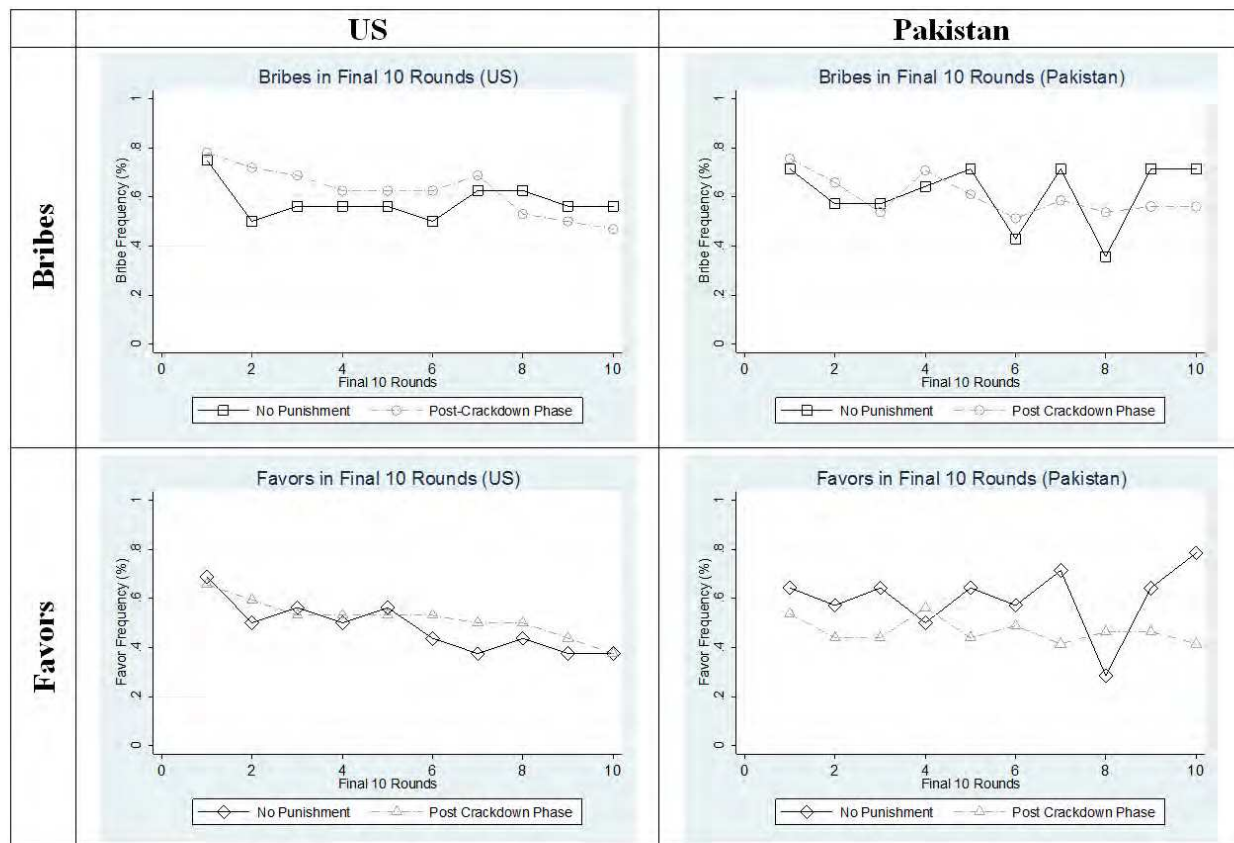 US
Pakistan
Bribes
Bribes in Final 10 Rounds (US)
Bribe Frequency (%)
1
.8
.6
.4
.2
0
0 2 4 6 8 10
Final 10 Rounds
No Punishment Post-Crackdown Phase
Bribes in Final 10 Rounds (Pakistan)
Bribe Frequency (%)
1
.8
.6
.4
.2
0
0 2 4 6 8 10
Final 10 Rounds
No Punishment Post Crackdown Phase
Favors
Favors in Final 10 Rounds (US)
Favor Frequency (%)
1
.8
.6
.4
.2
0
0 2 4 6 8 10
Final 10 Rounds
No Punishment Post Crackdown Phase
Favors in Final 10 Rounds (Pakistan)
Favor Frequency (%)
1
.8
.6
.4
.2
0
0 2 4 6 8 10
Final 10 Rounds
No Punishment Post Crackdown Phase